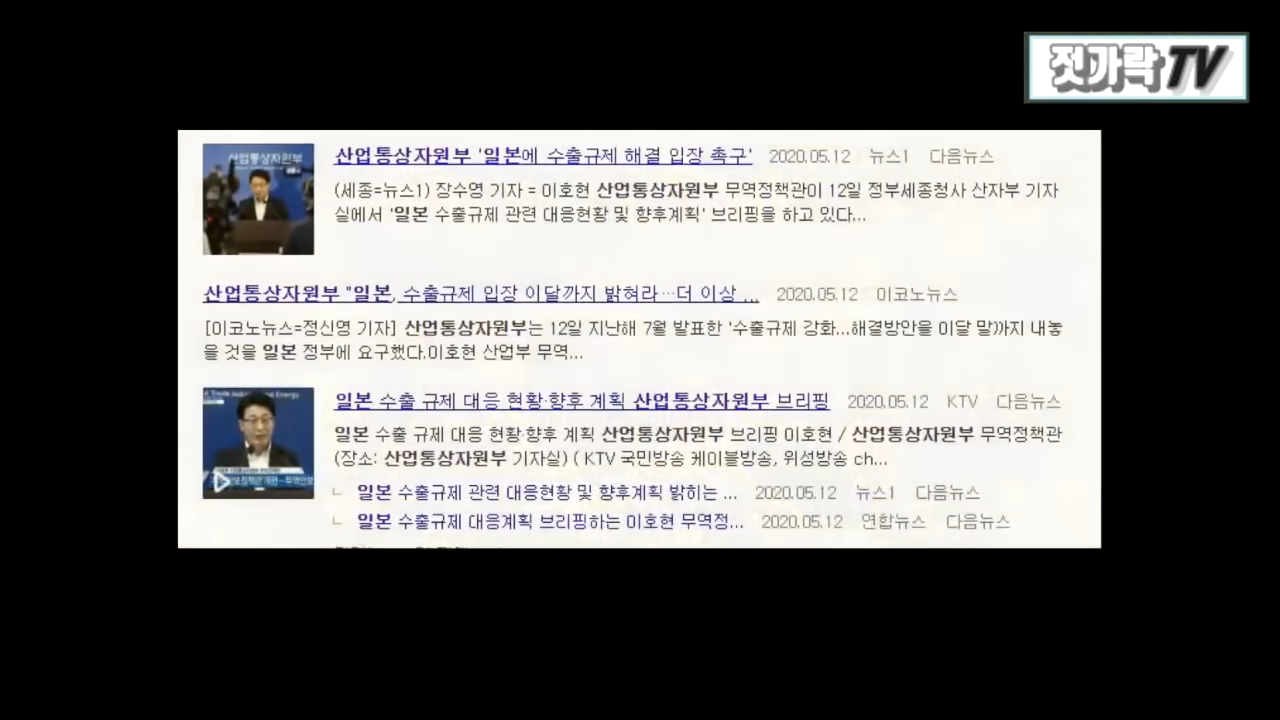 젓가락TV
산업통상자원부
산업통상자원부 '일본에 수출규제 해결 입장 촉구' 2020.05.12 뉴스1 다음뉴스
(세종=뉴스1) 장수영 기자 = 이호현 산업통상자원부 무역정책관이 12일 정부세종청사 산자부 기자
실에서 '일본 수출규제 관련 대응현황 및 향후계획' 브리핑을 하고 있다...
산업통상자원부 "일본, 수출규제 입장 이달까지 밝혀라…더 이상 ... 2020.05.12 이코노뉴스
[이코노뉴스=정신영 기자] 산업통상자원부는 12일 지난해 7월 발표한 '수출규제 강화...해결방안을 이달 말까지 내놓
을 것을 일본 정부에 요구했다.이호현 산업부 무역...
일본 수출 규제 대응 현황·향후 계획 산업통상자원부 브리핑 2020.05.12 KTV 다음뉴스
일본 수출 규제 대응 현황·향후 계획 산업통상자원부 브리핑 이호현 / 산업통상자원부 무역정책관
(장소: 산업통상자원부 기자실) ( KTV 국민방송 케이블방송, 위성방송 ch...
일본 수출규제 관련 대응현황 및 향후계획 밝히는 ... 2020.05.12 뉴스1 다음뉴스
일본 수출규제 대응계획 브리핑하는 이호현 무역정... 2020.05.12 연합뉴스 다음뉴스